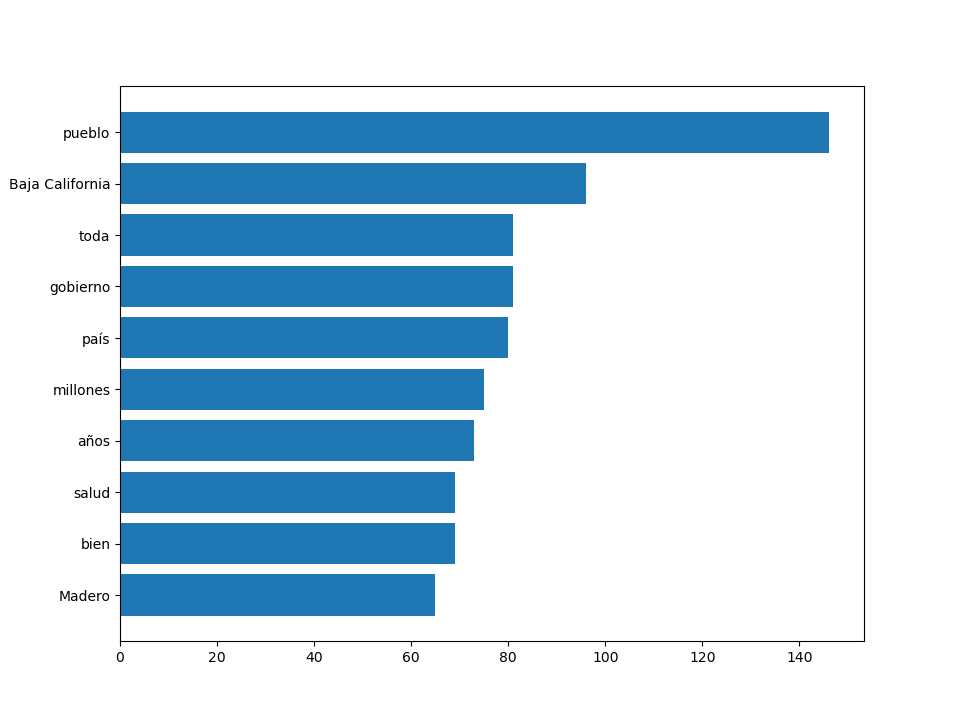 pueblo
Baja California
toda
gobierno
país
millones
años
salud
bien
Madero
0 20 40 60 80 100 120 140